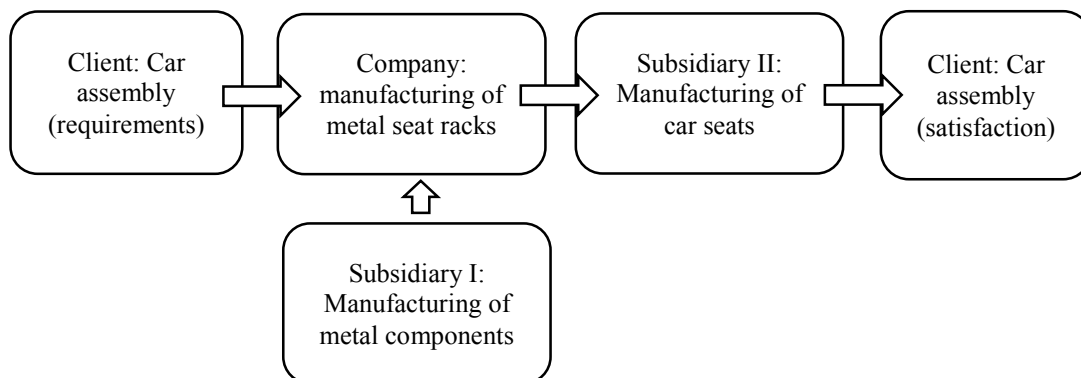 Client: Car
assembly
(requirements)
Company:
manufacturing of
metal seat racks
Subsidiary II:
Manufacturing of
car seats
Client: Car
assembly
(satisfaction)
Subsidiary I:
Manufacturing of
metal components